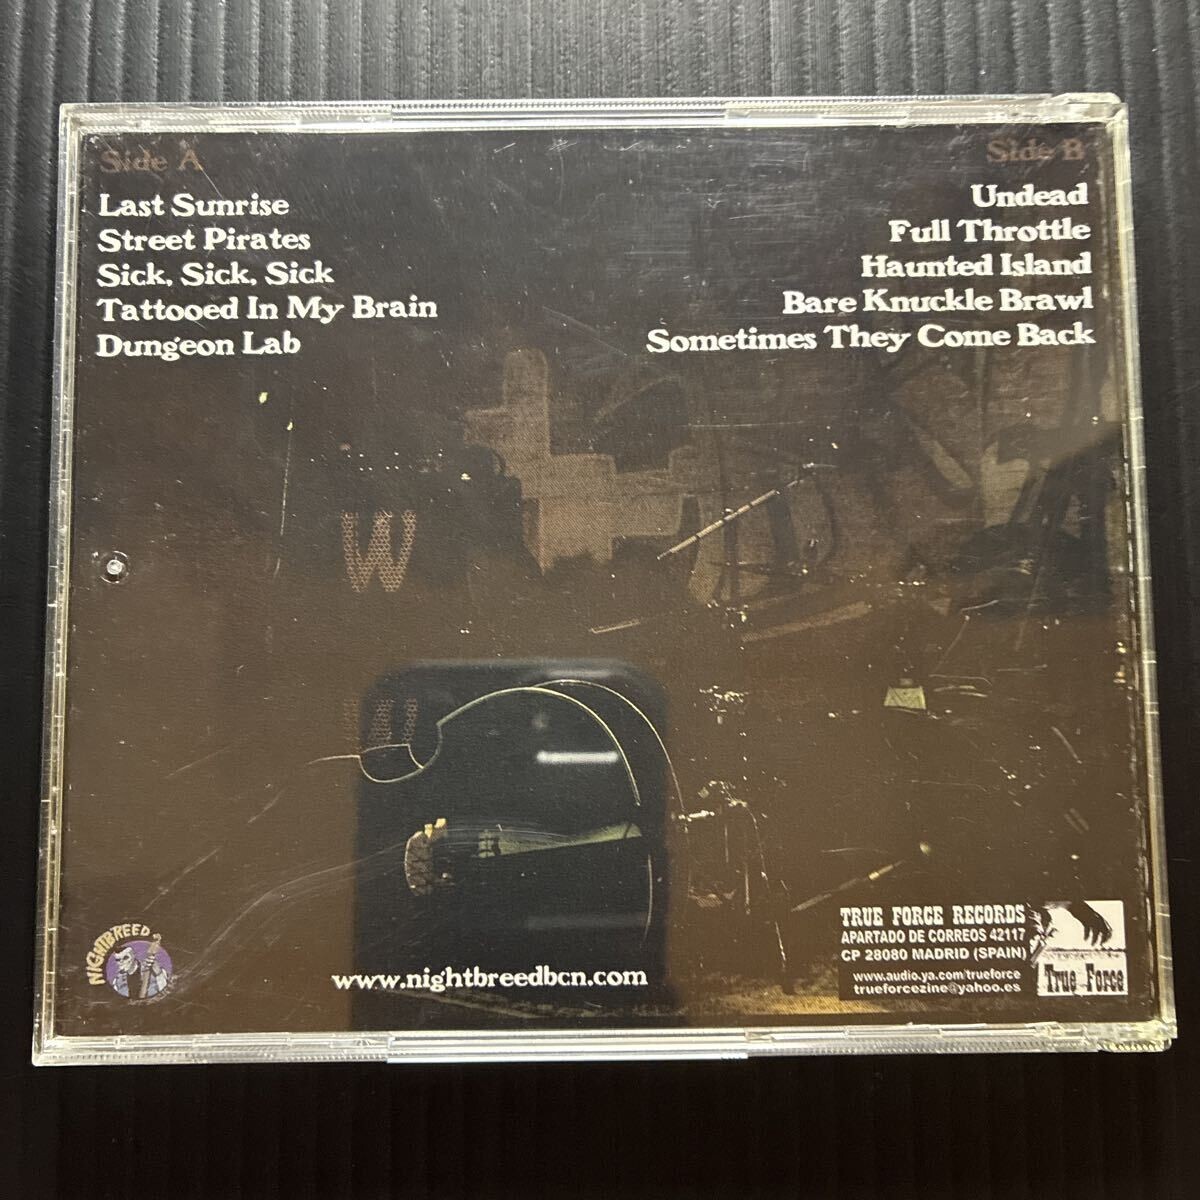 Side A
Last Sunrise
Street Pirates
Sick, Sick, Sick
Tattooed In My Brain
Dungeon Lab
Side B
Undead
Full Throttle
Haunted Island
Bare Knuckle Brawl
Sometimes They Come Back
W
NIGHTBREED
www.nightbreedbcn.com
TRUE FORCE RECORDS
APARTADO DE CORREOS 42117
CP 28080 MADRID (SPAIN)
www.audio.ya.com/trueforce
trueforcezine@yahoo.es
True Force